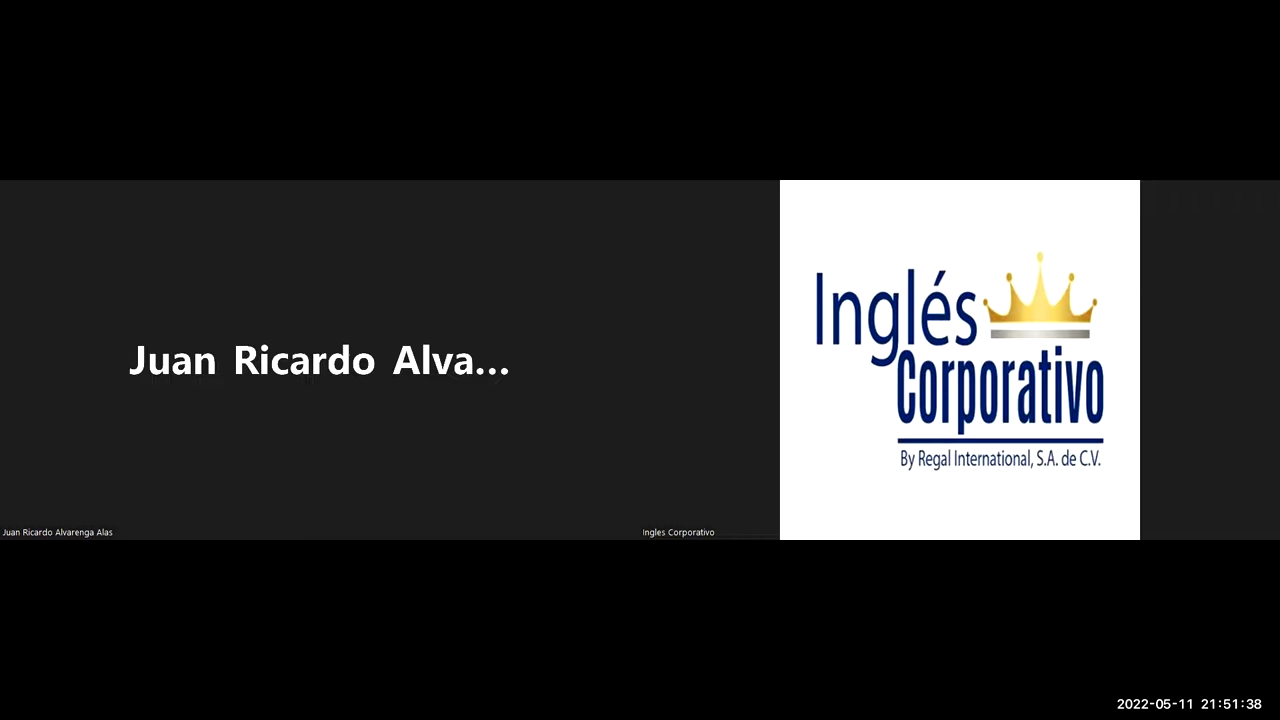 Juan Ricardo Alva...
Juan Ricardo Alvarenga Alas
Inglés
Corporativo
By Regal International, S.A. de C.V.
Ingles Corporativo
2022-05-11 21:51:38